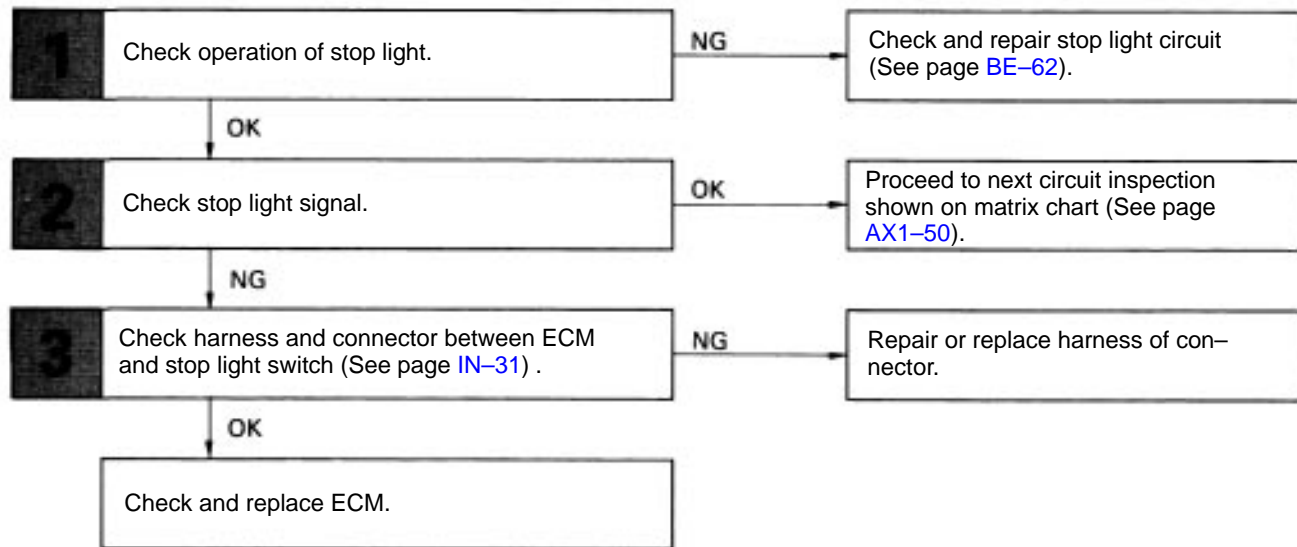 1
Check operation of stop light.
NG
Check and repair stop light circuit
(See page BE–62).
OK
2
Check stop light signal.
OK
Proceed to next circuit inspection
shown on matrix chart (See page
AX1–50).
NG
3
Check harness and connector between ECM
and stop light switch (See page IN–31) .
NG
Repair or replace harness of con–
nector.
OK
Check and replace ECM.